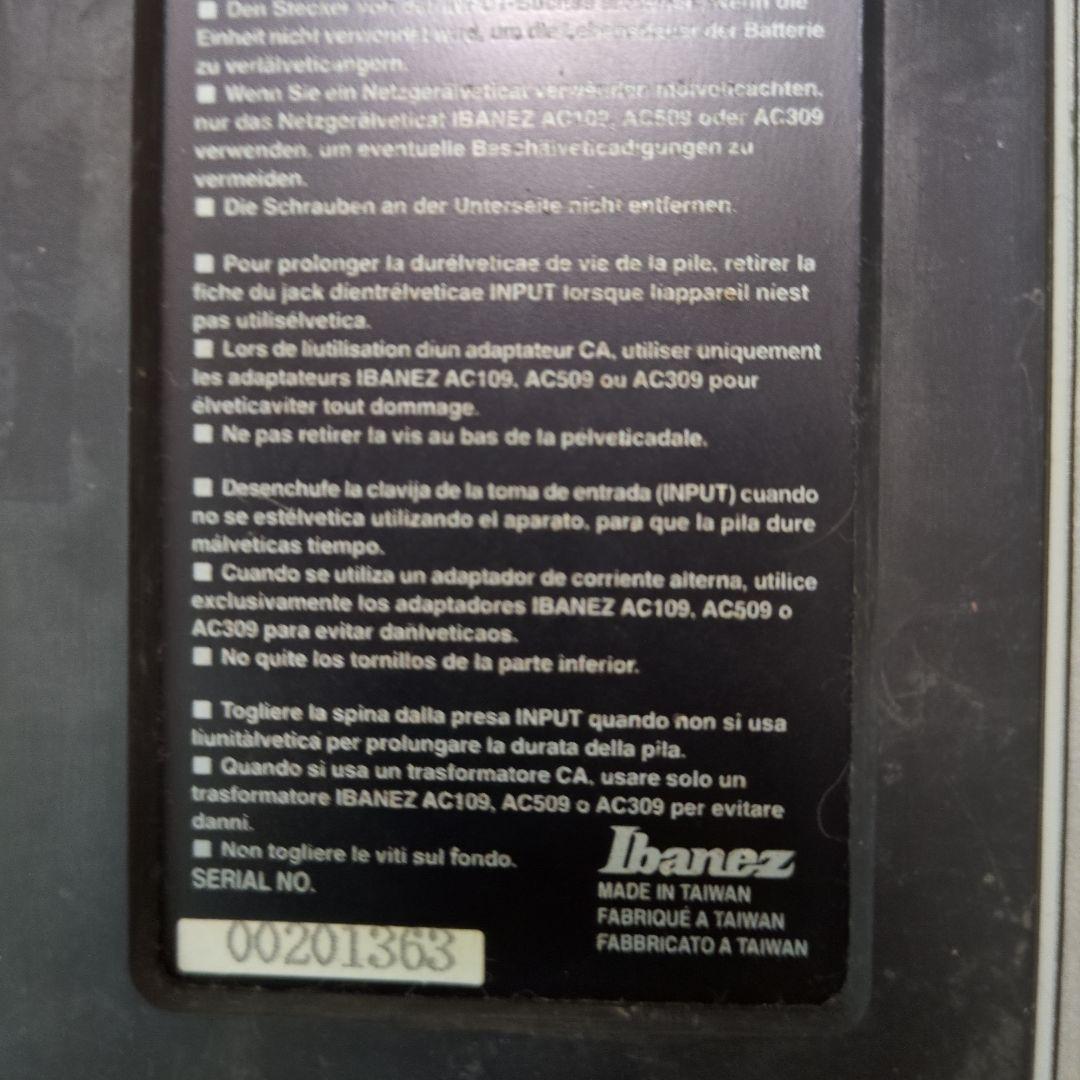 ■ Den Stecker von der
Einheit nicht verwendet wird, um die Lebensdauer der Batterie
zu vertälveticangern.
■ Wenn Sie ein Netzgerälveticat verwenden
nur das Netzgerälveticat IBANEZ AC109, AC509 oder AC309
verwenden, um eventuelle Beschälveticadigungen zu
vermeiden.
■ Die Schrauben an der Unterseite nicht entfernen.
■ Pour prolonger la durélveticae de vie de la pile, retirer la
fiche du jack dientrélveticae INPUT lorsque liappareil niest
pas utilisélvetica.
■ Lors de liutilisation diun adaptateur CA, utiliser uniquement
les adaptateurs IBANEZ AC109, AC509 ou AC309 pour
élveticaviter tout dommage.
■ Ne pas retirer la vis au bas de la pelveticadale.
■ Desenchufe la clavija de la toma de entrada (INPUT) cuando
no se estélvetica utilizando el aparato, para que la pila dure
málveticas tiempo.
■ Cuando se utiliza un adaptador de corriente alterna, utilice
exclusivamente los adaptadores IBANEZ AC109, AC509 o
AC309 para evitar dañlveticaos.
■ No quite los tornillos de la parte inferior.
■ Togliere la spina dalla presa INPUT quando non si usa
liunitàlvetica per prolungare la durata della pila.
■ Quando si usa un trasformatore CA, usare solo un
trasformatore IBANEZ AC109, AC509 o AC309 per evitare
danni.
■ Non togliere le viti sul fondo.
SERIAL NO.
00201363
Ibanez
MADE IN TAIWAN
FABRIQUÉ A TAIWAN
FABBRICATO A TAIWAN